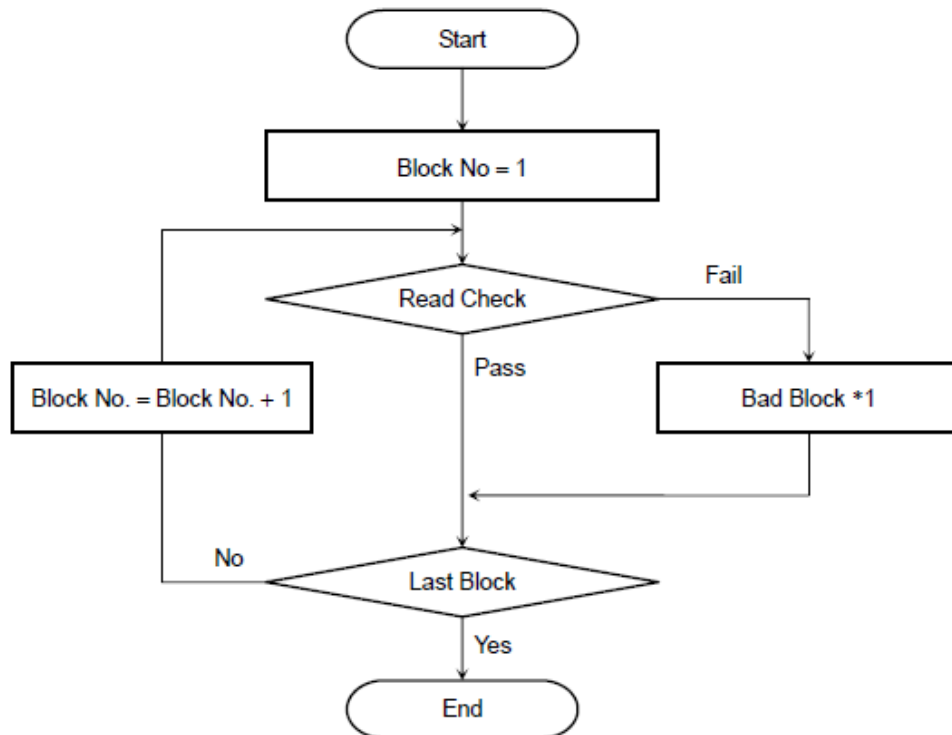 Start
Block No = 1
Read Check
Fail
Pass
Block No. = Block No. + 1
Bad Block *1
No
Last Block
Yes
End